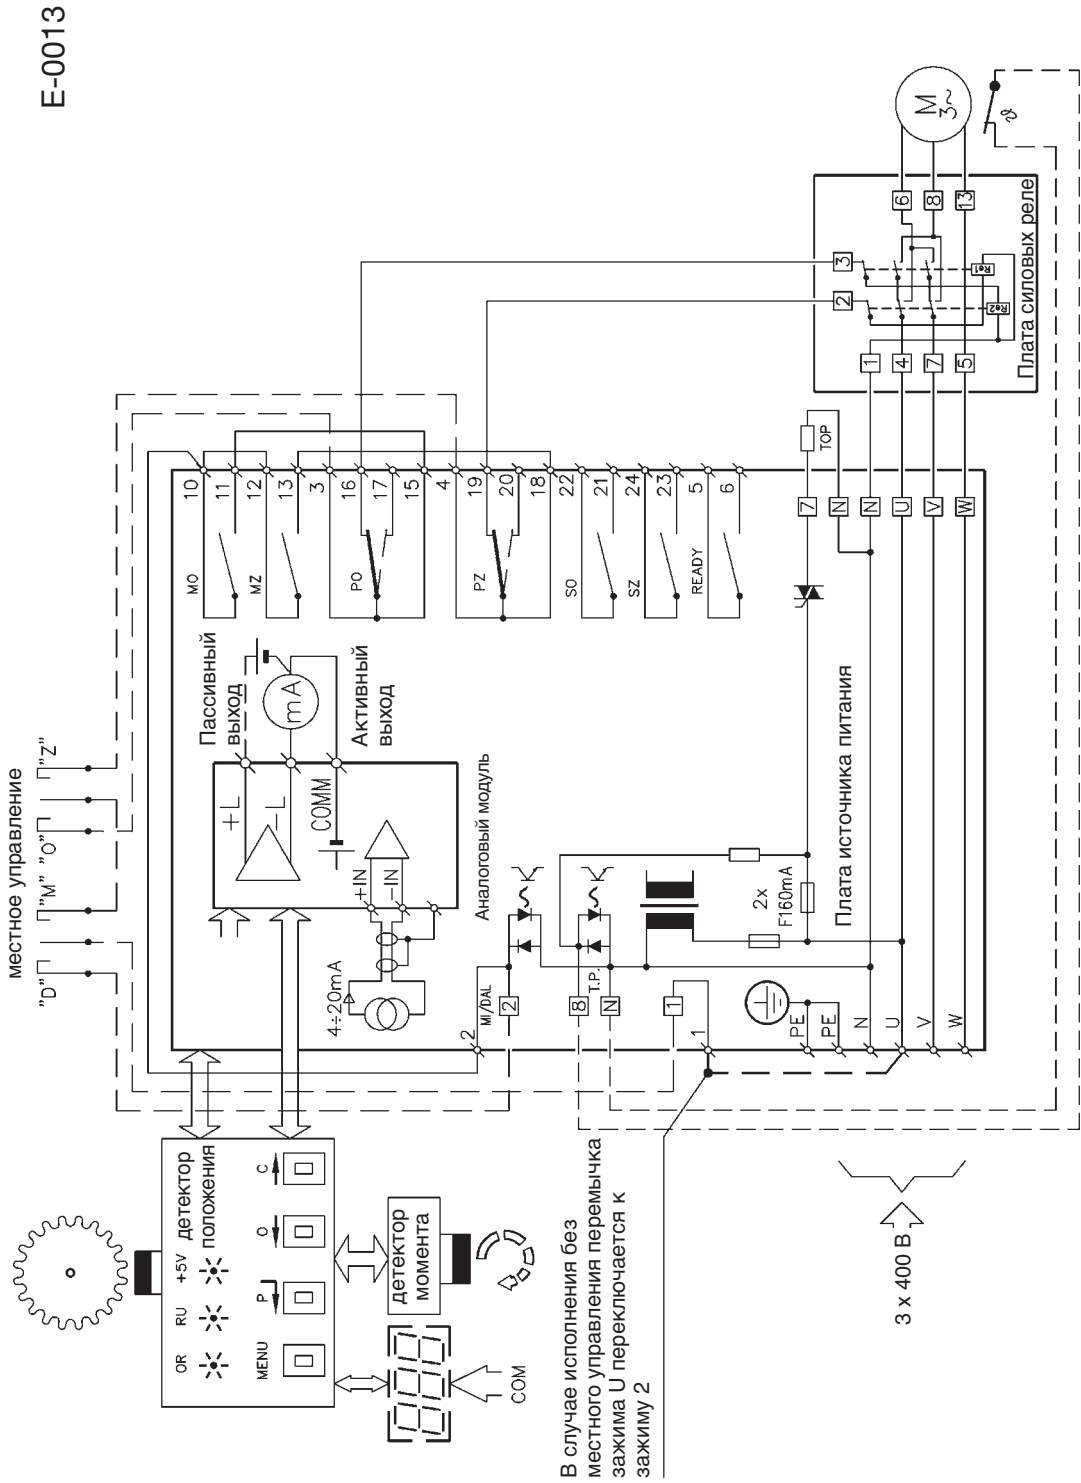 E-0013
местное управление
"D"
"M"
"O"
"Z"
детектор
положения
+5V
RU
OR
MENU
P
O
C
детектор
момента
COM
4÷20mA
+IN
-IN
COMM
+L
-L
mA
Пассивный
выход
Активный
выход
Аналоговый модуль
MO
MZ
PO
PZ
SO
SZ
READY
10
11
12
13
3
16
17
15
4
19
20
18
22
21
24
23
5
6
2
MI/DAL
2
8
T.P.
N
1
1
2x
F160mA
Плата источника питания
PE
PE
N
U
V
W
7
N
N
U
V
W
TOP
1
4
7
5
2
3
Re1
Re2
6
8
13
Плата силовых реле
M
3~
ϑ
В случае исполнения без
местного управления перемычка
зажима U переключается к
зажиму 2
3 x 400 В